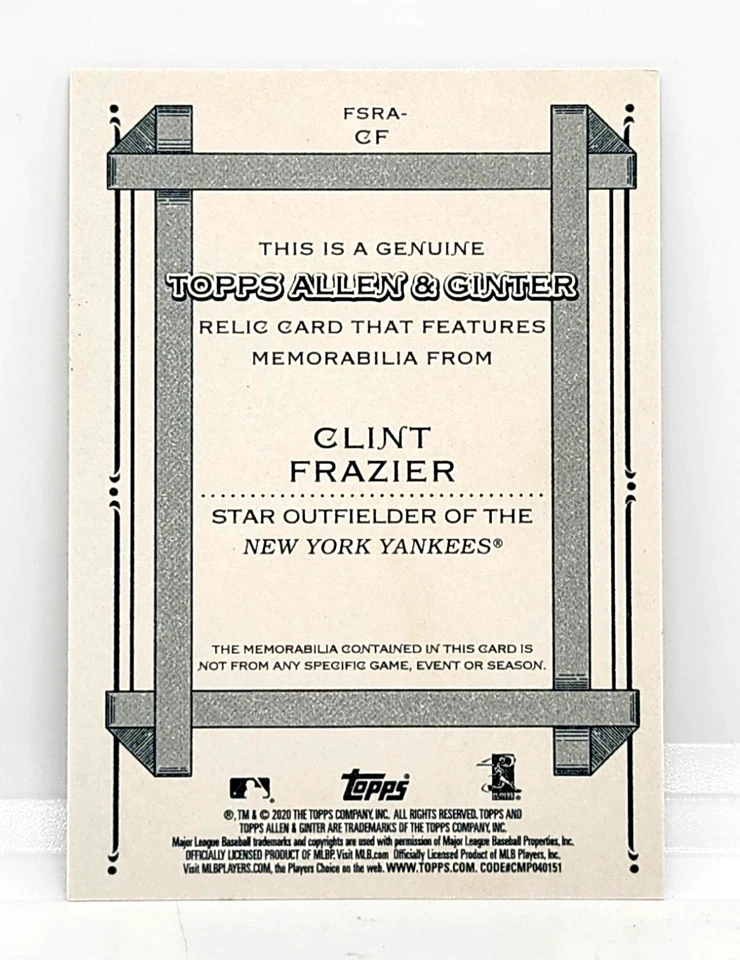 FSRA-
CF
THIS IS A GENUINE
TOPPS ALLEN & GINTER
RELIC CARD THAT FEATURES
MEMORABILIA FROM
CLINT
FRAZIER
STAR OUTFIELDER OF THE
NEW YORK YANKEES®
THE MEMORABILIA CONTAINED IN THIS CARD IS
NOT FROM ANY SPECIFIC GAME, EVENT OR SEASON.
topps
®, TM & © 2020 THE TOPPS COMPANY, INC. ALL RIGHTS RESERVED. TOPPS AND
TOPPS ALLEN & GINTER ARE TRADEMARKS OF THE TOPPS COMPANY, INC.
Major League Baseball trademarks and copyrights are used with permission of Major League Baseball Properties, Inc.
OFFICIALLY LICENSED PRODUCT OF MLBP. Visit MLB.com Officially Licensed Product of MLB Players, Inc.
Visit MLBPLAYERS.COM, the Players Choice on the web. WWW.TOPPS.COM. CODE#CMP040151